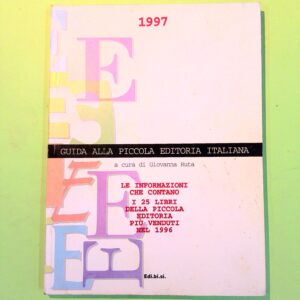 1997
GUIDA ALLA PICCOLA EDITORIA ITALIANA
a cura di Giovanna Ruta
LE INFORMAZIONI
CHE CONTANO
I 25 LIBRI
DELLA PICCOLA
EDITORIA
PIÙ VENDUTI
NEL 1996
E
E
E
E
E
E
Edi.bi.si.